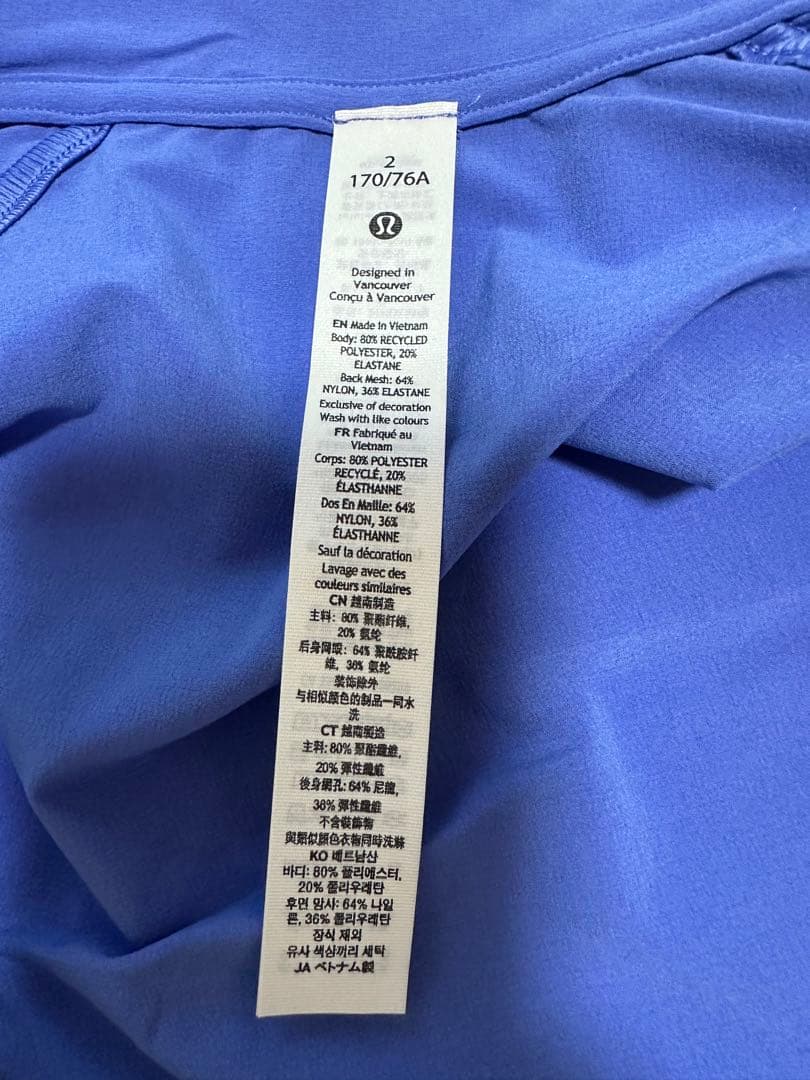 2
170/76A
Designed in
Vancouver
Conçu à Vancouver
EN Made in Vietnam
Body: 80% RECYCLED
POLYESTER, 20%
ELASTANE
Back Mesh: 64%
NYLON, 36% ELASTANE
Exclusive of decoration
Wash with like colours
FR Fabriqué au
Vietnam
Corps: 80% POLYESTER
RECYCLÉ, 20%
ÉLASTHANNE
Dos En Maille: 64%
NYLON, 36%
ÉLASTHANNE
Sauf la décoration
Lavage avec des
couleurs similaires
CN 越南制造
主料: 80% 聚酯纤维,
20% 氨纶
后身网眼: 64% 聚酰胺纤
维, 36% 氨纶
装饰除外
与相似颜色的制品一同水
洗
CT 越南製造
主料: 80% 聚酯纖維,
20% 彈性纖維
後身網孔: 64% 尼龍,
36% 彈性纖維
不含裝飾物
與類似顏色衣物同時洗滌
KO 베트남산
바디: 80% 폴리에스터,
20% 폴리우레탄
후면 망사: 64% 나일
론, 36% 폴리우레탄
장식 제외
유사 색상끼리 세탁
JA ベトナム製